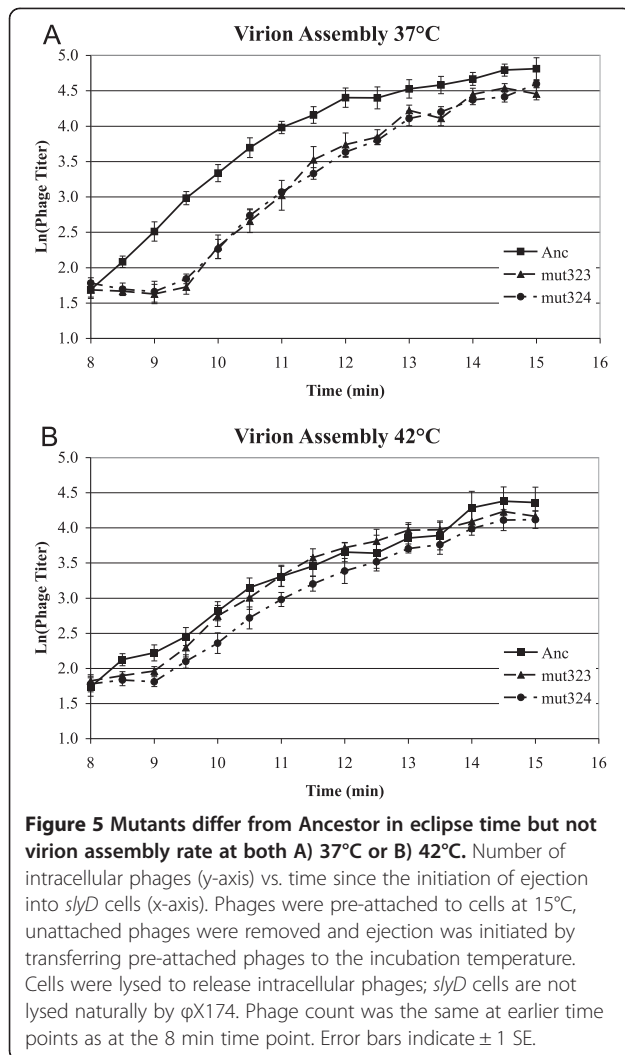 A
Virion Assembly 37°C
Ln(Phage Titer)
5.0
4.5
4.0
3.5
3.0
2.5
2.0
1.5
1.0
Anc
mut323
mut324
8 9 10 11 12 13 14 15 16
Time (min)
B
Virion Assembly 42°C
Ln(Phage Titer)
5.0
4.5
4.0
3.5
3.0
2.5
2.0
1.5
1.0
Anc
mut323
mut324
8 9 10 11 12 13 14 15 16
Time (min)
Figure 5 Mutants differ from Ancestor in eclipse time but not
virion assembly rate at both A) 37°C or B) 42°C. Number of
intracellular phages (y-axis) vs. time since the initiation of ejection
into slyD cells (x-axis). Phages were pre-attached to cells at 15°C,
unattached phages were removed and ejection was initiated by
transferring pre-attached phages to the incubation temperature.
Cells were lysed to release intracellular phages; slyD cells are not
lysed naturally by φX174. Phage count was the same at earlier time
points as at the 8 min time point. Error bars indicate ± 1 SE.